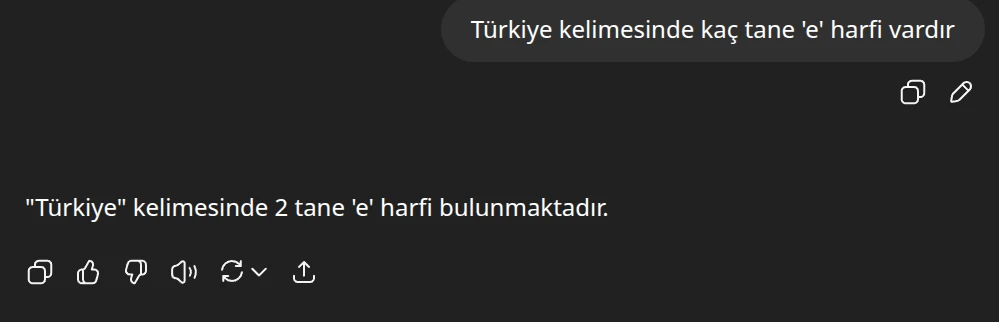 Türkiye kelimesinde kaç tane 'e' harfi vardır
"Türkiye" kelimesinde 2 tane 'e' harfi bulunmaktadır.